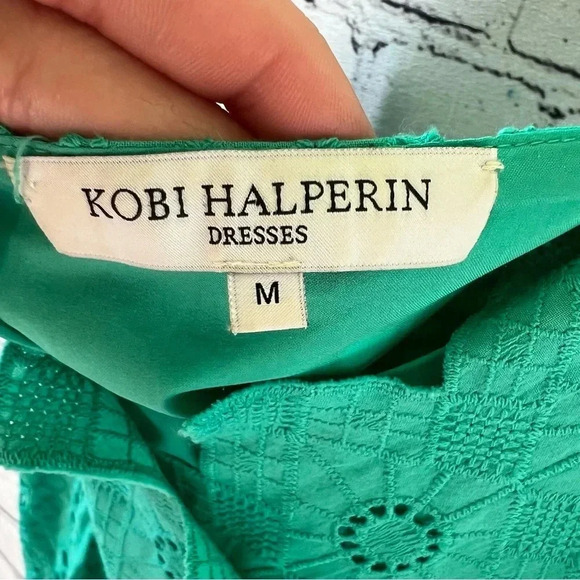 KOBI HALPERIN
DRESSES
M